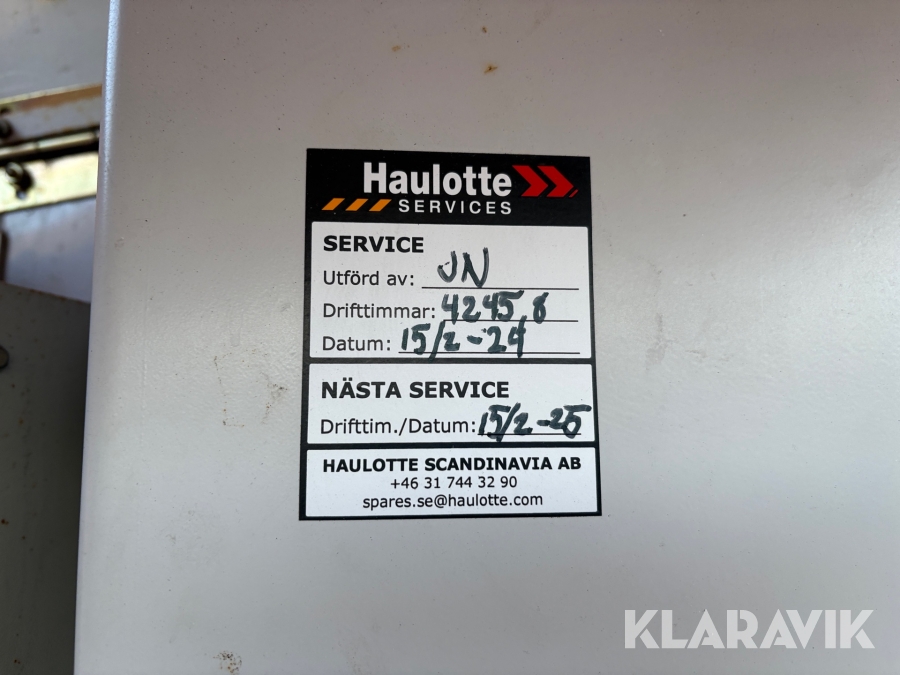 Haulotte
SERVICES
SERVICE
Utförd av: JN
Drifttimmar: 4245,8
Datum: 15/2-24
NÄSTA SERVICE
Drifttim./Datum: 15/2-25
HAULOTTE SCANDINAVIA AB
+46 31 744 32 90
spares.se@haulotte.com
KLARAVIK